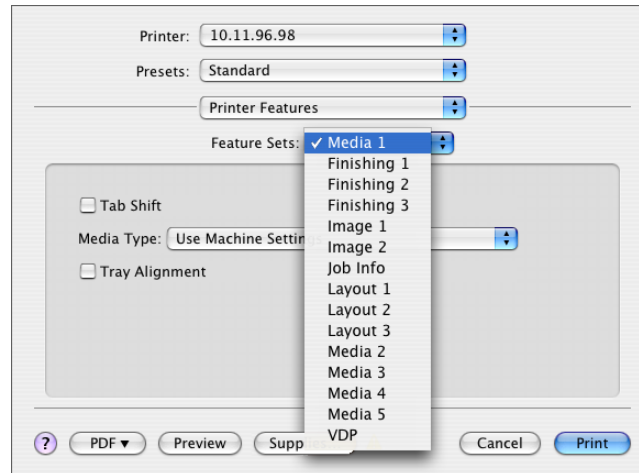 Printer: 10.11.96.98
Presets: Standard
Printer Features
Feature Sets: ✓ Media 1
Finishing 1
Finishing 2
Finishing 3
Image 1
Image 2
Job Info
Layout 1
Layout 2
Layout 3
Media 2
Media 3
Media 4
Media 5
VDP
Tab Shift
Media Type: Use Machine Setting
Tray Alignment
? PDF ▼ Preview Supplies Cancel Print